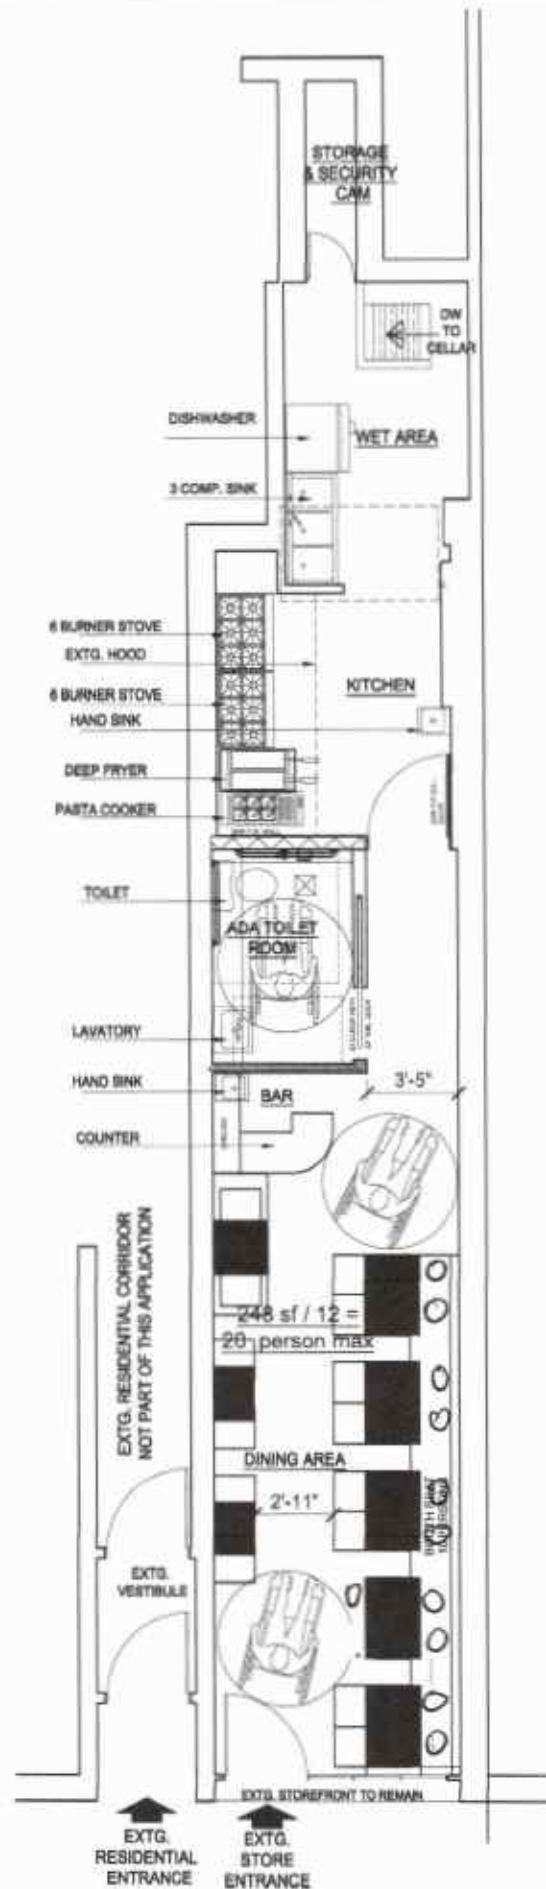 STORAGE
& SECURITY
CAM
DW
TO
CELLAR
DISHWASHER
WET AREA
3 COMP. SINK
6 BURNER STOVE
EXTG. HOOD
KITCHEN
6 BURNER STOVE
HAND SINK
DEEP FRYER
PASTA COOKER
TOILET
ADA TOILET
ROOM
LAVATORY
HAND SINK
BAR
3'-5"
COUNTER
EXTG. RESIDENTIAL CORRIDOR
NOT PART OF THIS APPLICATION
248 sf / 12 =
20 person max
DINING AREA
2'-11"
EXTG.
VESTIBULE
EXTG. STOREFRONT TO REMAIN
EXTG.
RESIDENTIAL
ENTRANCE
EXTG.
STORE
ENTRANCE